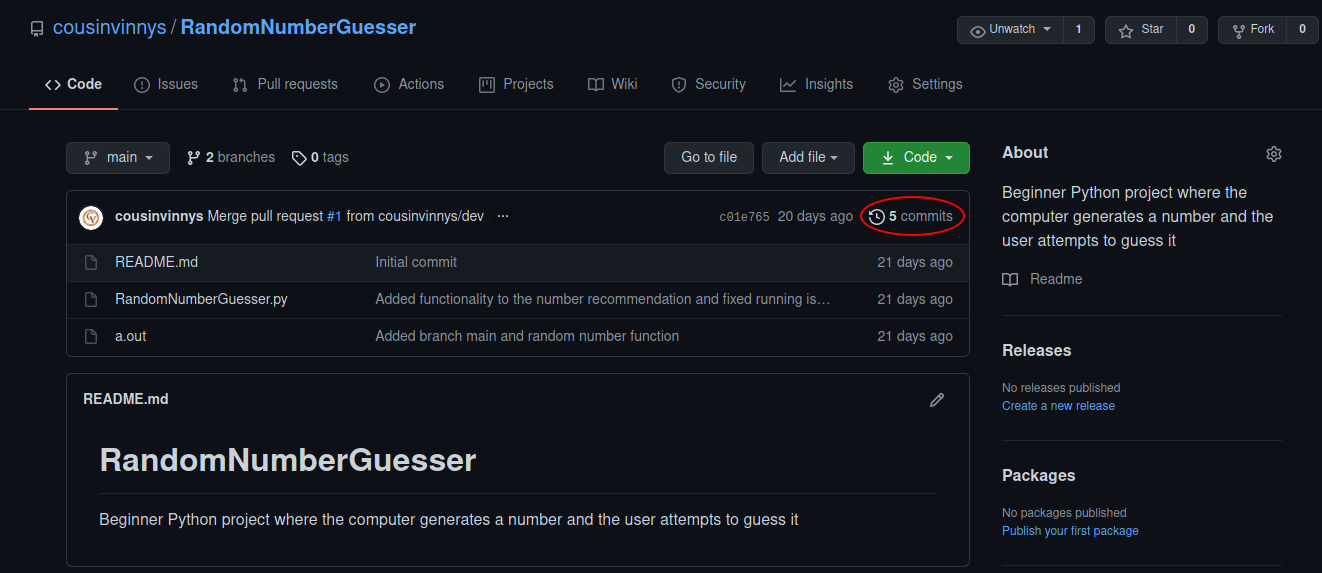 cousinvinnys / RandomNumberGuesser
Unwatch 1 Star 0 Fork 0
Code Issues Pull requests Actions Projects Wiki Security Insights Settings
main 2 branches 0 tags Go to file Add file Code
cousinvinnys Merge pull request #1 from cousinvinnys/dev ... c01e765 20 days ago 5 commits
README.md Initial commit 21 days ago
RandomNumberGuesser.py Added functionality to the number recommendation and fixed running is… 21 days ago
a.out Added branch main and random number function 21 days ago
README.md
RandomNumberGuesser
Beginner Python project where the computer generates a number and the user attempts to guess it
About
Beginner Python project where the
computer generates a number and the
user attempts to guess it
Readme
Releases
No releases published
Create a new release
Packages
No packages published
Publish your first package